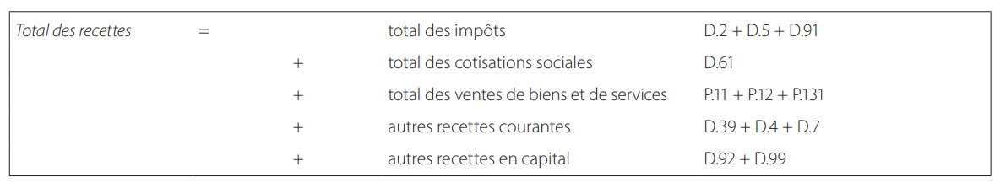 Total des recettes = total des impôts D.2 + D.5 + D.91
+ total des cotisations sociales D.61
+ total des ventes de biens et de services P.11 + P.12 + P.131
+ autres recettes courantes D.39 + D.4 + D.7
+ autres recettes en capital D.92 + D.99